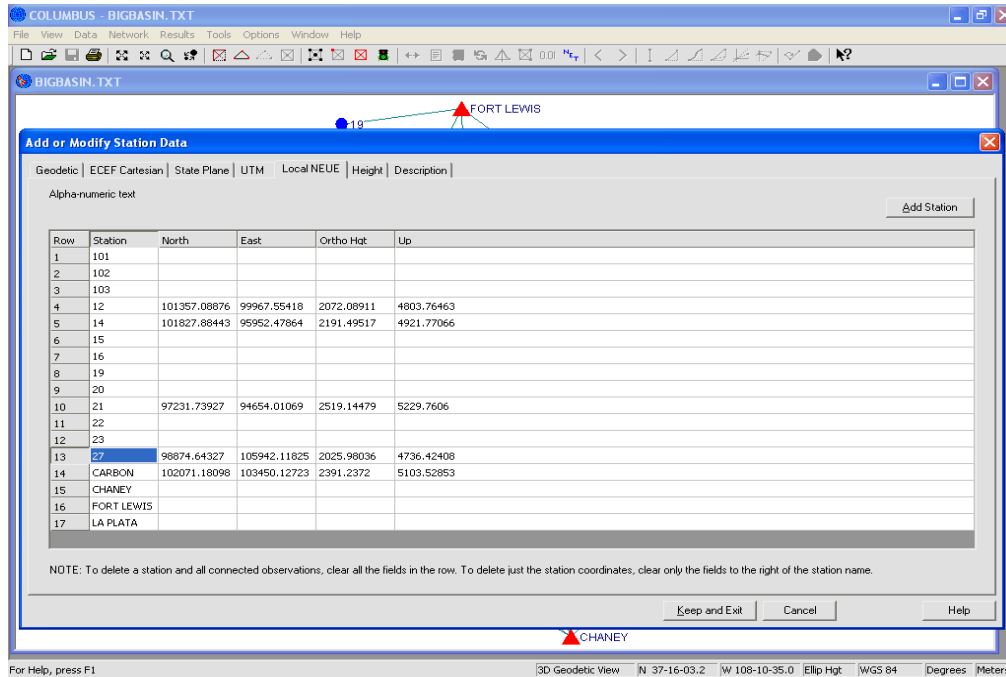 COLUMBUS - BIGBASIN.TXT
File View Data Network Results Tools Options Window Help
BIGBASIN.TXT
FORT LEWIS
19
Add or Modify Station Data
Geodetic ECEF Cartesian State Plane UTM Local NEUE Height Description
Alpha-numeric text
Add Station
Row Station North East Ortho Hgt Up
1 101
2 102
3 103
4 12 101357.08876 99967.55418 2072.08911 4803.76463
5 14 101827.88443 95952.47864 2191.49517 4921.77066
6 15
7 16
8 19
9 20
10 21 97231.73927 94654.01069 2519.14479 5229.7606
11 22
12 23
13 27 98874.64327 105942.11825 2025.98036 4736.42408
14 CARBON 102071.18098 103450.12723 2391.2372 5103.52853
15 CHANEY
16 FORT LEWIS
17 LA PLATA
NOTE: To delete a station and all connected observations, clear all the fields in the row. To delete just the station coordinates, clear only the fields to the right of the station name.
Keep and Exit Cancel Help
CHANEY
For Help, press F1 3D Geodetic View N 37-16-03.2 W 108-10-35.0 Ellip Hgt WGS 84 Degrees Meters